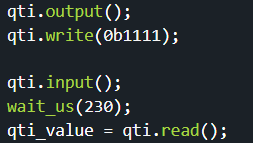 qti.output();
qti.write(0b1111);
qti.input();
wait_us(230);
qti_value = qti.read();